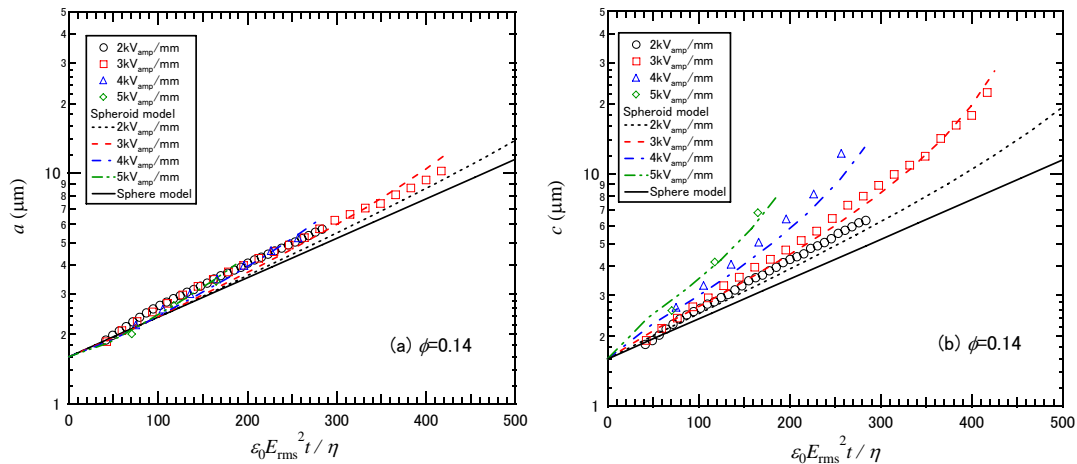 5
4
3
2
10
9
8
7
6
5
4
3
2
1
a (μm)
2kVamp/mm
3kVamp/mm
4kVamp/mm
5kVamp/mm
Spheroid model
2kVamp/mm
3kVamp/mm
4kVamp/mm
5kVamp/mm
Sphere model
(a) ϕ=0.14
0 100 200 300 400 500
ε0Erms² t / η
5
4
3
2
10
9
8
7
6
5
4
3
2
1
c (μm)
2kVamp/mm
3kVamp/mm
4kVamp/mm
5kVamp/mm
Spheroid model
2kVamp/mm
3kVamp/mm
4kVamp/mm
5kVamp/mm
Sphere model
(b) ϕ=0.14
0 100 200 300 400 500
ε0Erms² t / η